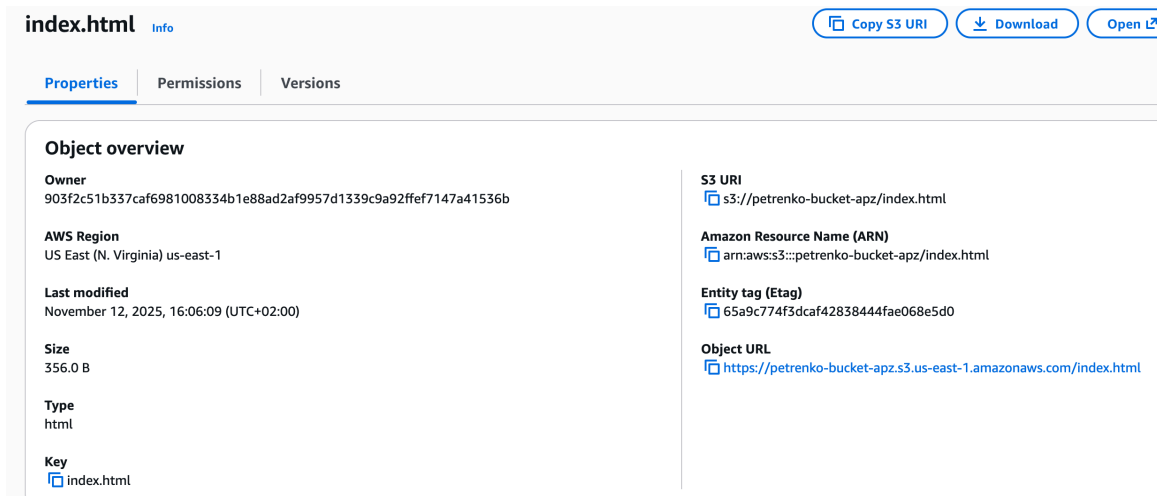 index.html Info
Copy S3 URI
Download
Open
Properties
Permissions
Versions
Object overview
Owner
903f2c51b337caf6981008334b1e88ad2af9957d1339c9a92ffef7147a41536b
AWS Region
US East (N. Virginia) us-east-1
Last modified
November 12, 2025, 16:06:09 (UTC+02:00)
Size
356.0 B
Type
html
Key
index.html
S3 URI
s3://petrenko-bucket-apz/index.html
Amazon Resource Name (ARN)
arn:aws:s3:::petrenko-bucket-apz/index.html
Entity tag (Etag)
65a9c774f3dcaf42838444fae068e5d0
Object URL
https://petrenko-bucket-apz.s3.us-east-1.amazonaws.com/index.html